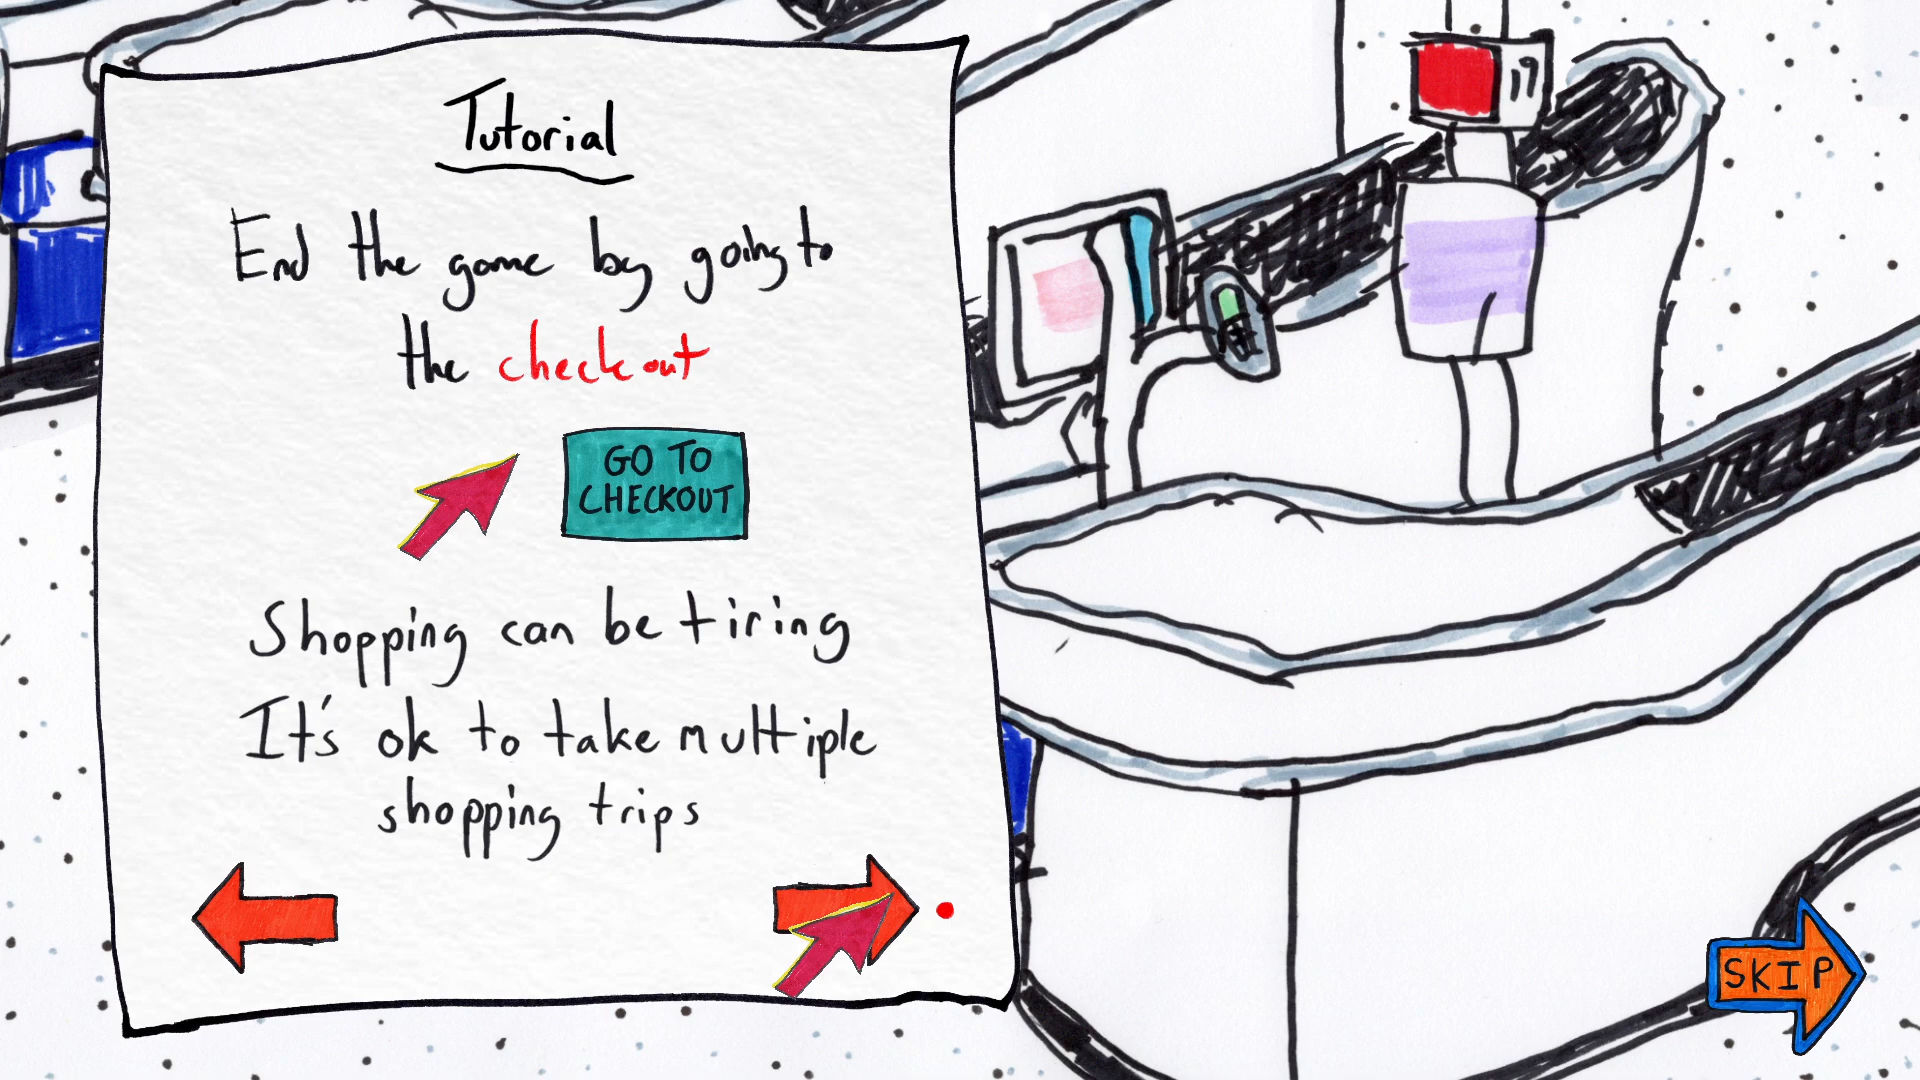 Tutorial
End the game by going to
the checkout
GO TO
CHECKOUT
Shopping can be tiring
It's ok to take multiple
shopping trips
SKIP
19